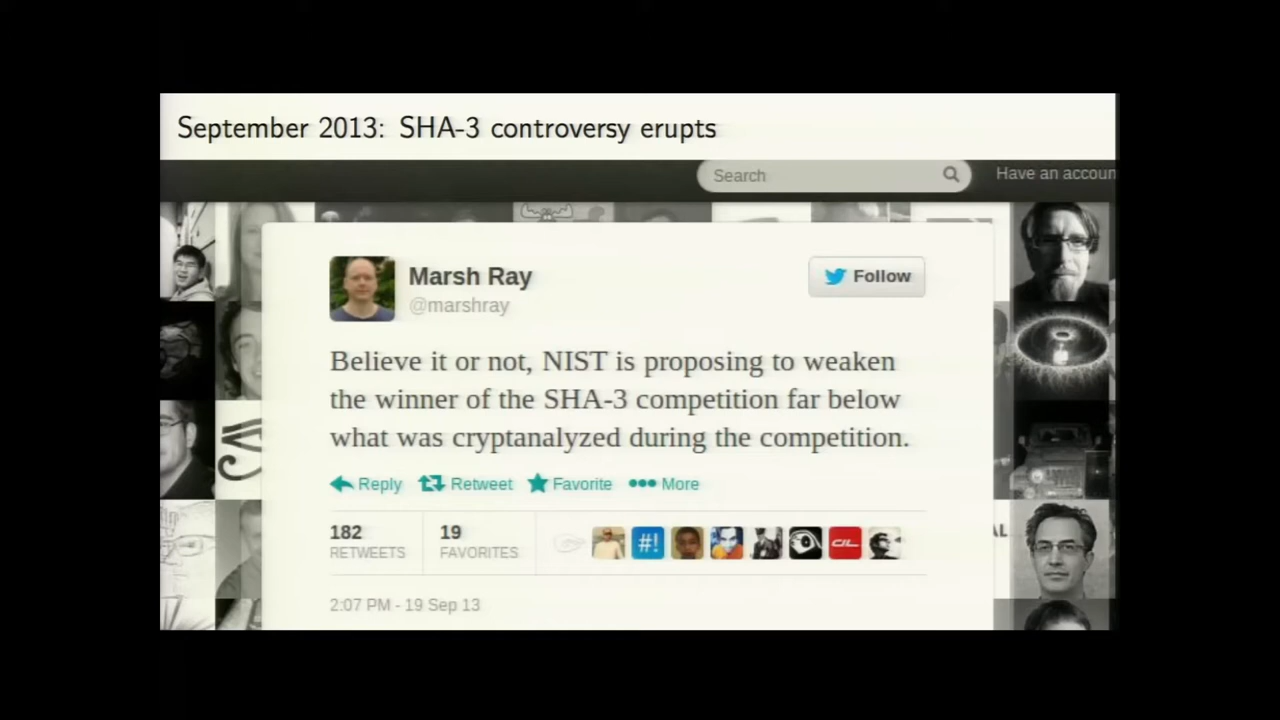 September 2013: SHA-3 controversy erupts
Search
Have an accoun
Marsh Ray
@marshray
Follow
Believe it or not, NIST is proposing to weaken
the winner of the SHA-3 competition far below
what was cryptanalyzed during the competition.
Reply Retweet Favorite More
182
RETWEETS
19
FAVORITES
#!
2:07 PM - 19 Sep 13